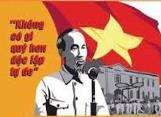 "Không
có gì
quý hơn
độc lập
tự do"